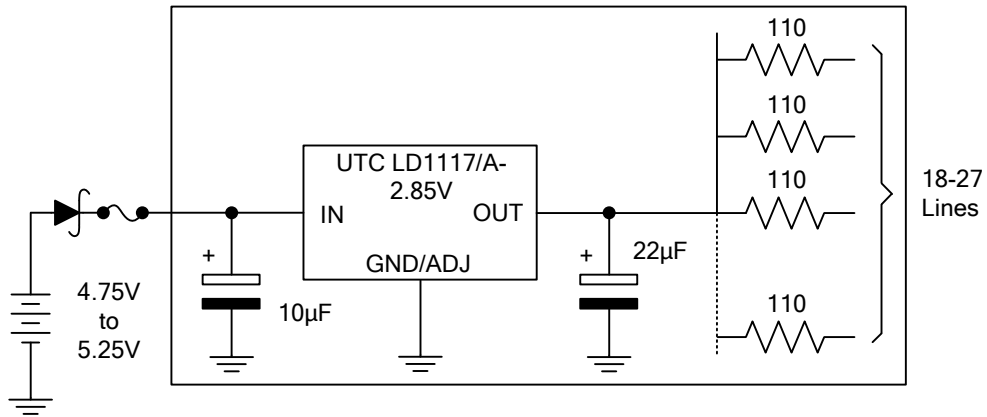 110
110
110
110
18-27
Lines
UTC LD1117/A-
2.85V
IN
OUT
GND/ADJ
+
10µF
+
22µF
4.75V
to
5.25V